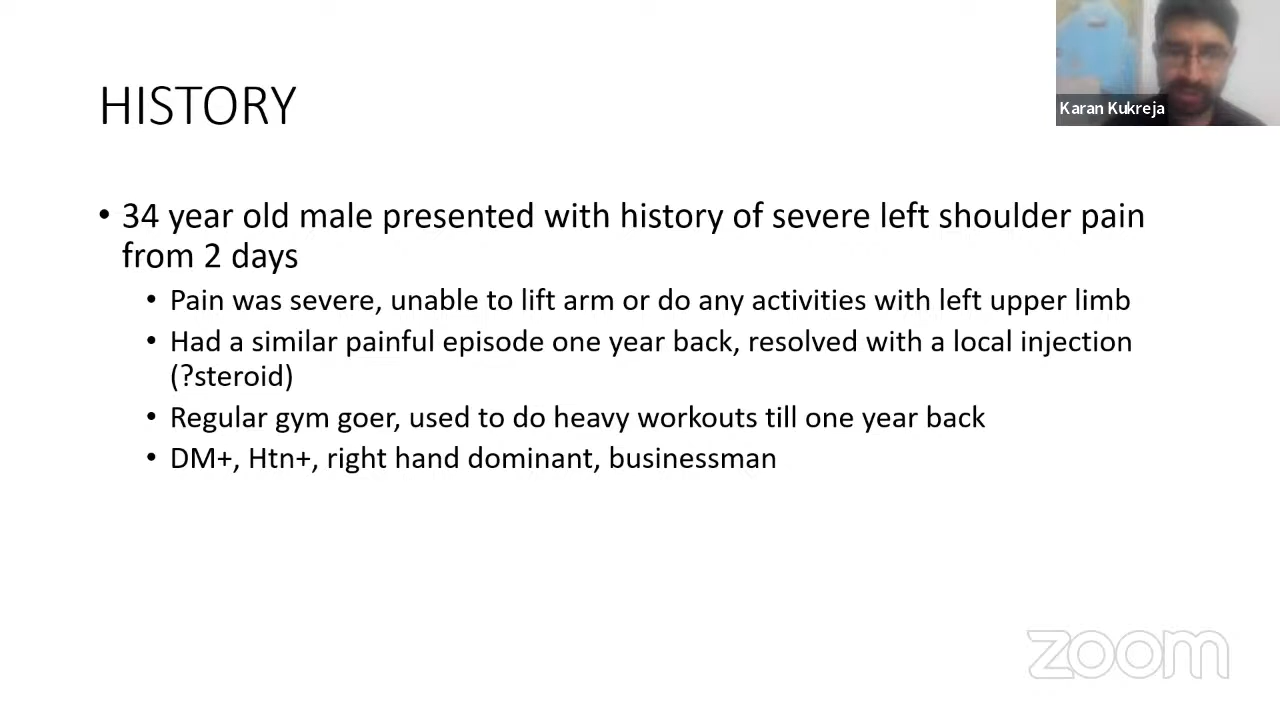 Karan Kukreja
HISTORY
• 34 year old male presented with history of severe left shoulder pain
from 2 days
• Pain was severe, unable to lift arm or do any activities with left upper limb
• Had a similar painful episode one year back, resolved with a local injection
(?steroid)
• Regular gym goer, used to do heavy workouts till one year back
• DM+, Htn+, right hand dominant, businessman
zoom